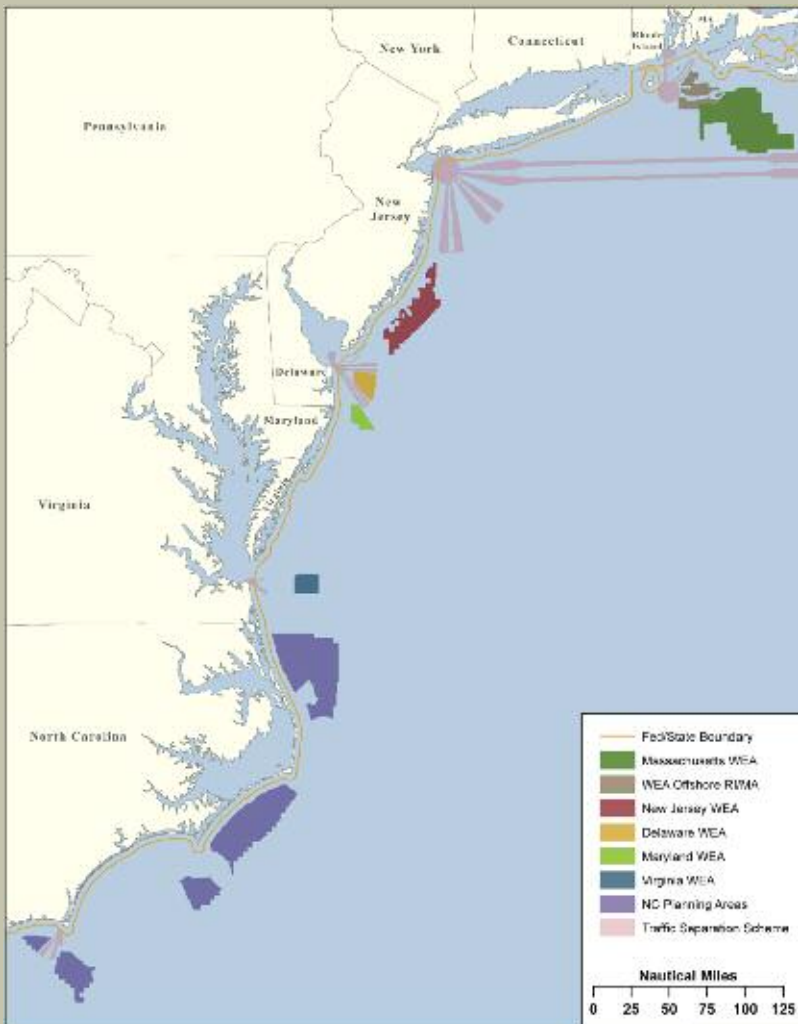 MA
New York
Connecticut
Rhode
Island
Pennsylvania
New
Jersey
Delaware
Maryland
Virginia
Virginia
North Carolina
Fed/State Boundary
Massachusetts WEA
WEA Offshore RI/MA
New Jersey WEA
Delaware WEA
Maryland WEA
Virginia WEA
NC Planning Areas
Traffic Separation Scheme
Nautical Miles
0 25 50 75 100 125